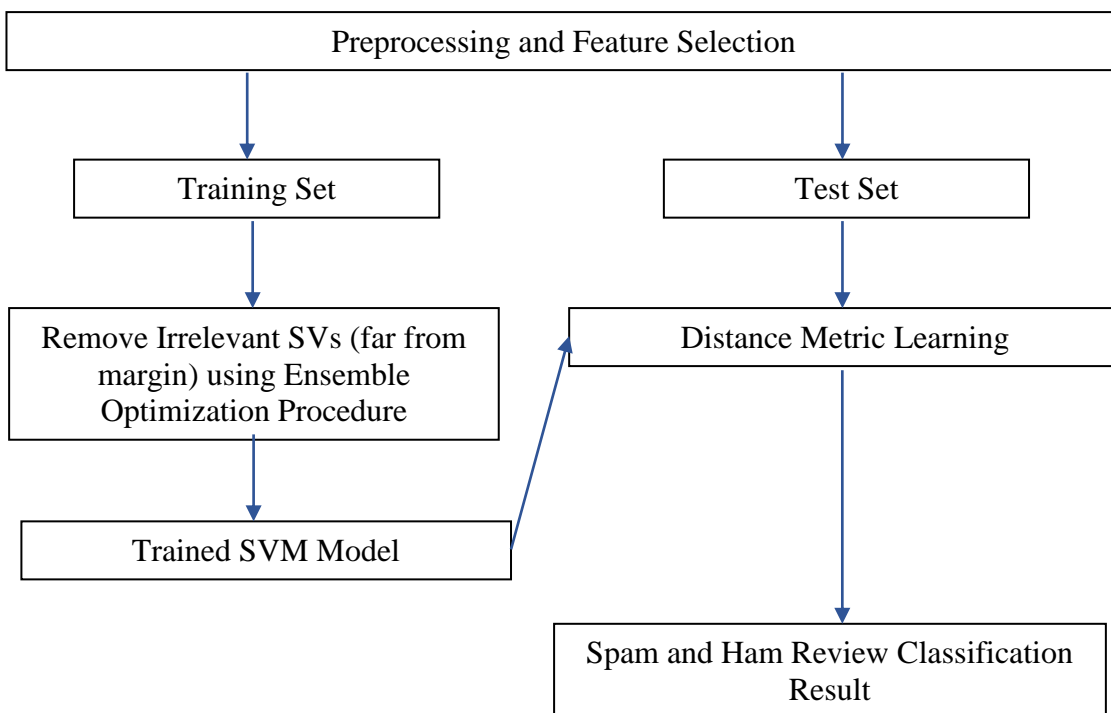 Preprocessing and Feature Selection
Training Set
Test Set
Remove Irrelevant SVs (far from
margin) using Ensemble
Optimization Procedure
Distance Metric Learning
Trained SVM Model
Spam and Ham Review Classification
Result